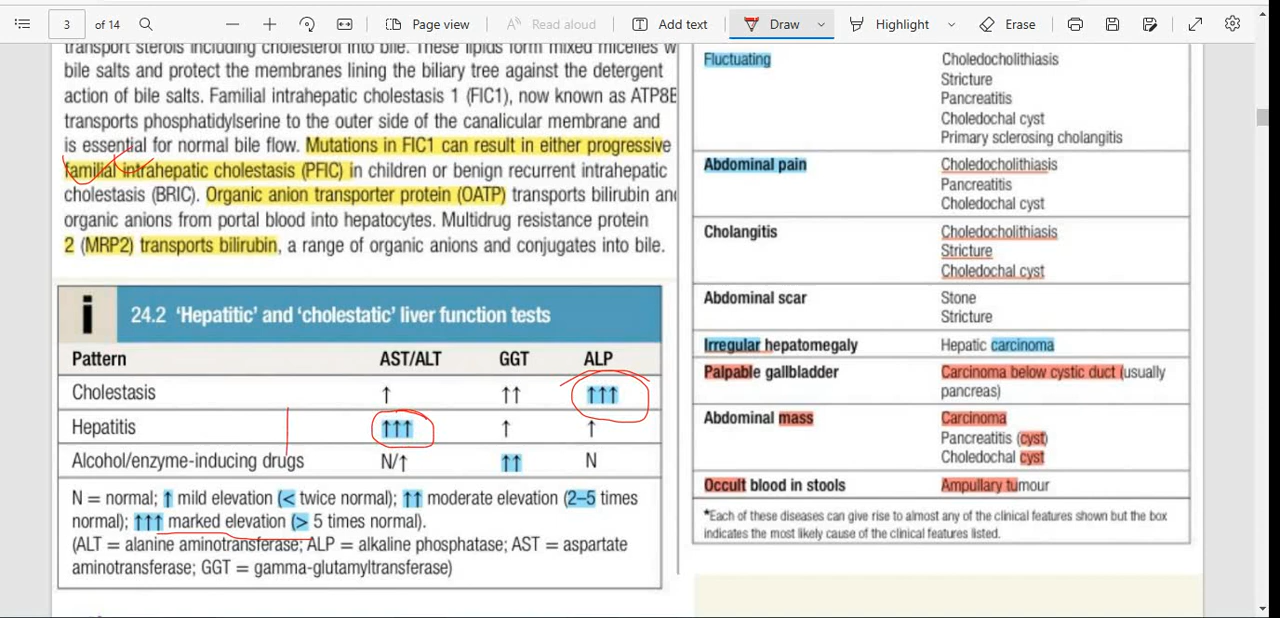 3 of 14
Page view
Read aloud
Add text
Draw
Highlight
Erase
transport sterols including cholesterol into bile. These lipids form mixed micelles w
bile salts and protect the membranes lining the biliary tree against the detergent
action of bile salts. Familial intrahepatic cholestasis 1 (FIC1), now known as ATP8B
transports phosphatidylserine to the outer side of the canalicular membrane and
is essential for normal bile flow. Mutations in FIC1 can result in either progressive
familial intrahepatic cholestasis (PFIC) in children or benign recurrent intrahepatic
cholestasis (BRIC). Organic anion transporter protein (OATP) transports bilirubin and
organic anions from portal blood into hepatocytes. Multidrug resistance protein
2 (MRP2) transports bilirubin, a range of organic anions and conjugates into bile.
i 24.2 'Hepatitic' and 'cholestatic' liver function tests
Pattern AST/ALT GGT ALP
Cholestasis ↑ ↑↑ ↑↑↑
Hepatitis ↑↑↑ ↑ ↑
Alcohol/enzyme-inducing drugs N/↑ ↑↑ N
N = normal; ↑ mild elevation (< twice normal); ↑↑ moderate elevation (2–5 times
normal); ↑↑↑ marked elevation (> 5 times normal).
(ALT = alanine aminotransferase; ALP = alkaline phosphatase; AST = aspartate
aminotransferase; GGT = gamma-glutamyltransferase)
Fluctuating Choledocholithiasis
Stricture
Pancreatitis
Choledochal cyst
Primary sclerosing cholangitis
Abdominal pain Choledocholithiasis
Pancreatitis
Choledochal cyst
Cholangitis Choledocholithiasis
Stricture
Choledochal cyst
Abdominal scar Stone
Stricture
Irregular hepatomegaly Hepatic carcinoma
Palpable gallbladder Carcinoma below cystic duct (usually
pancreas)
Abdominal mass Carcinoma
Pancreatitis (cyst)
Choledochal cyst
Occult blood in stools Ampullary tumour
*Each of these diseases can give rise to almost any of the clinical features shown but the box
indicates the most likely cause of the clinical features listed.